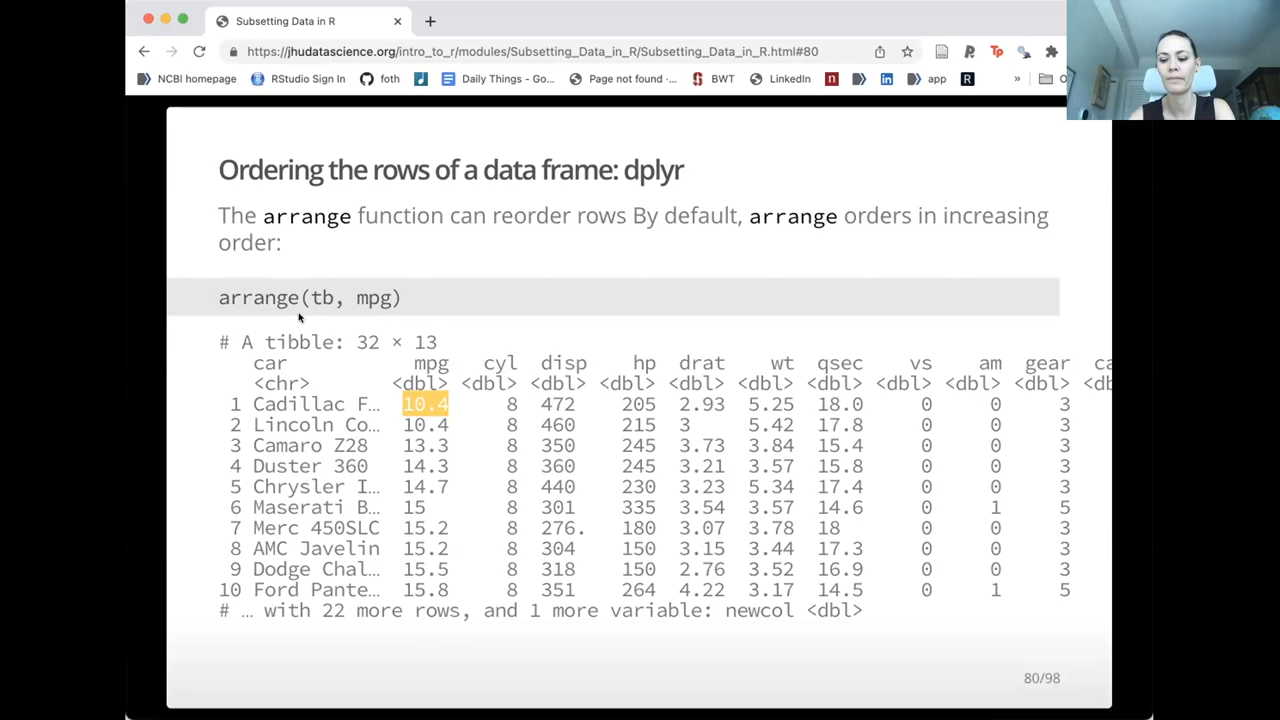 Subsetting Data in R
https://jhudatascience.org/intro_to_r/modules/Subsetting_Data_in_R/Subsetting_Data_in_R.html#80
NCBI homepage RStudio Sign In foth Daily Things - Go... Page not found · ... BWT LinkedIn n in app R »
Ordering the rows of a data frame: dplyr
The arrange function can reorder rows By default, arrange orders in increasing
order:
arrange(tb, mpg)
# A tibble: 32 × 13
car mpg cyl disp hp drat wt qsec vs am gear ca
<chr> <dbl> <dbl> <dbl> <dbl> <dbl> <dbl> <dbl> <dbl> <dbl> <dbl> <db
1 Cadillac F… 10.4 8 472 205 2.93 5.25 18.0 0 0 3
2 Lincoln Co… 10.4 8 460 215 3 5.42 17.8 0 0 3
3 Camaro Z28 13.3 8 350 245 3.73 3.84 15.4 0 0 3
4 Duster 360 14.3 8 360 245 3.21 3.57 15.8 0 0 3
5 Chrysler I… 14.7 8 440 230 3.23 5.34 17.4 0 0 3
6 Maserati B… 15 8 301 335 3.54 3.57 14.6 0 1 5
7 Merc 450SLC 15.2 8 276. 180 3.07 3.78 18 0 0 3
8 AMC Javelin 15.2 8 304 150 3.15 3.44 17.3 0 0 3
9 Dodge Chal… 15.5 8 318 150 2.76 3.52 16.9 0 0 3
10 Ford Pante… 15.8 8 351 264 4.22 3.17 14.5 0 1 5
# … with 22 more rows, and 1 more variable: newcol <dbl>
80/98